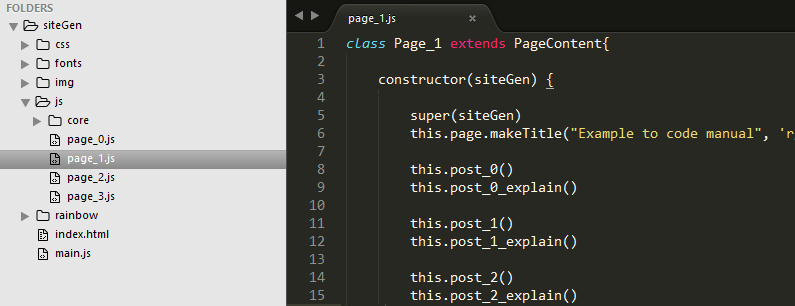 FOLDERS
siteGen
css
fonts
img
js
core
page_0.js
page_1.js
page_2.js
page_3.js
rainbow
index.html
main.js
page_1.js ×
1 class Page_1 extends PageContent{
2
3 constructor(siteGen) {
4
5 super(siteGen)
6 this.page.makeTitle("Example to code manual", 'r
7
8 this.post_0()
9 this.post_0_explain()
10
11 this.post_1()
12 this.post_1_explain()
13
14 this.post_2()
15 this.post_2_explain()